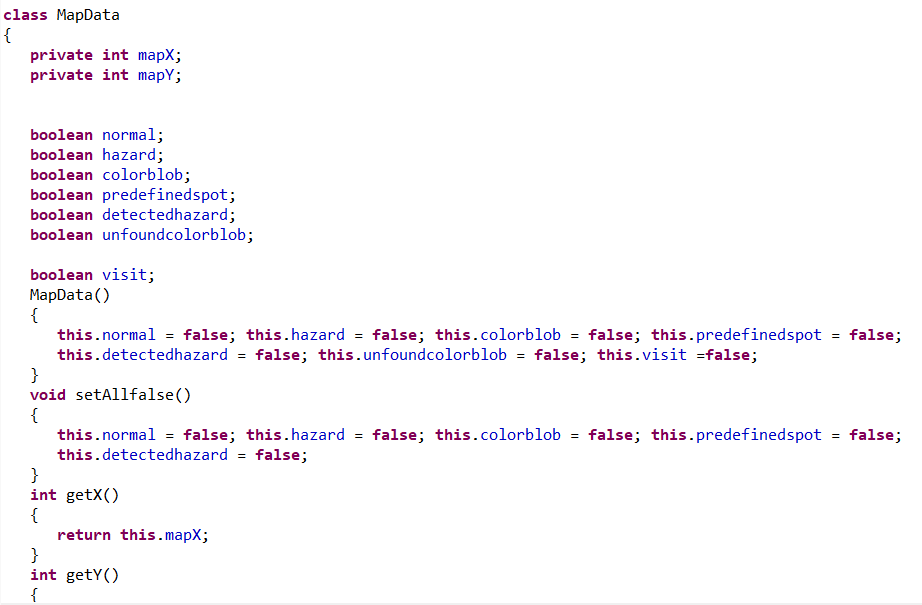 class MapData
{
private int mapX;
private int mapY;
boolean normal;
boolean hazard;
boolean colorblob;
boolean predefinedspot;
boolean detectedhazard;
boolean unfoundcolorblob;
boolean visit;
MapData()
{
this.normal = false; this.hazard = false; this.colorblob = false; this.predefinedspot = false;
this.detectedhazard = false; this.unfoundcolorblob = false; this.visit =false;
}
void setAllfalse()
{
this.normal = false; this.hazard = false; this.colorblob = false; this.predefinedspot = false;
this.detectedhazard = false;
}
int getX()
{
return this.mapX;
}
int getY()
{